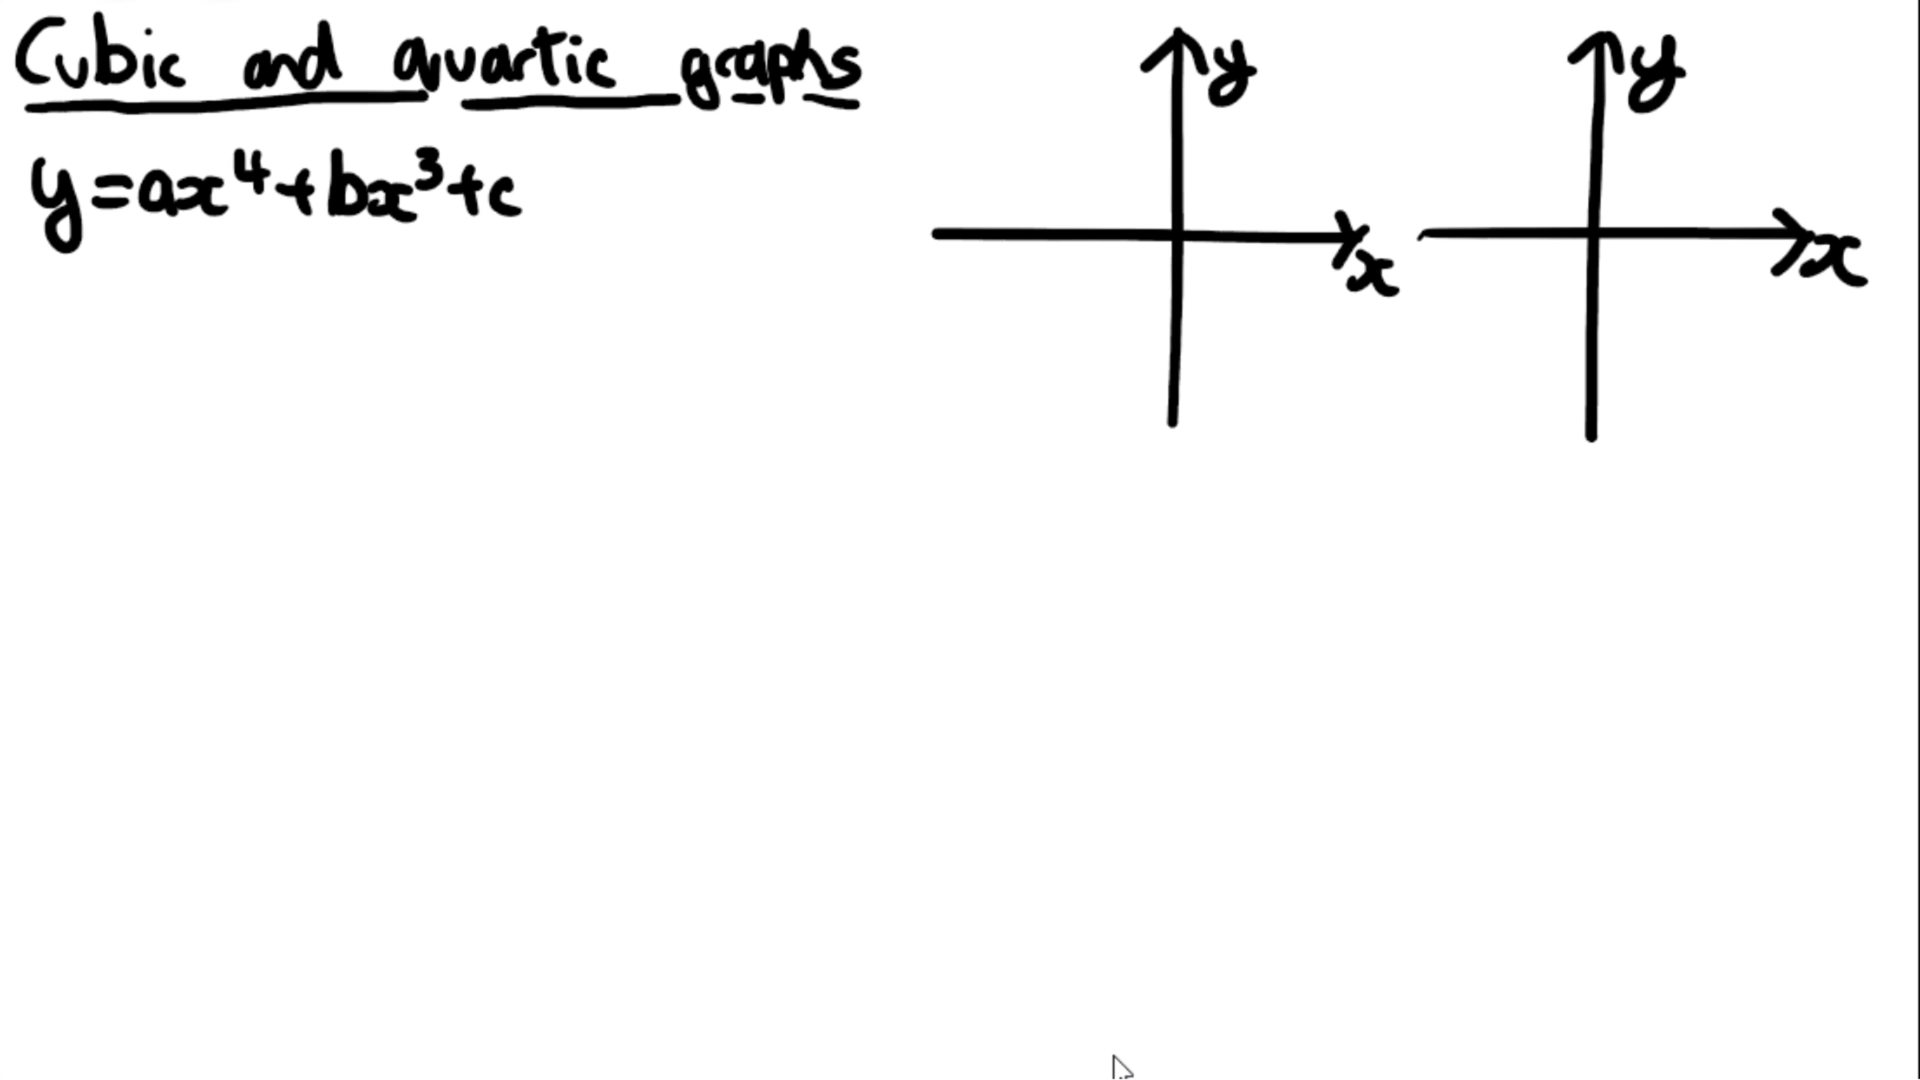 Cubic and quartic graphs
y=ax⁴+bx³+c
y
x
y
x